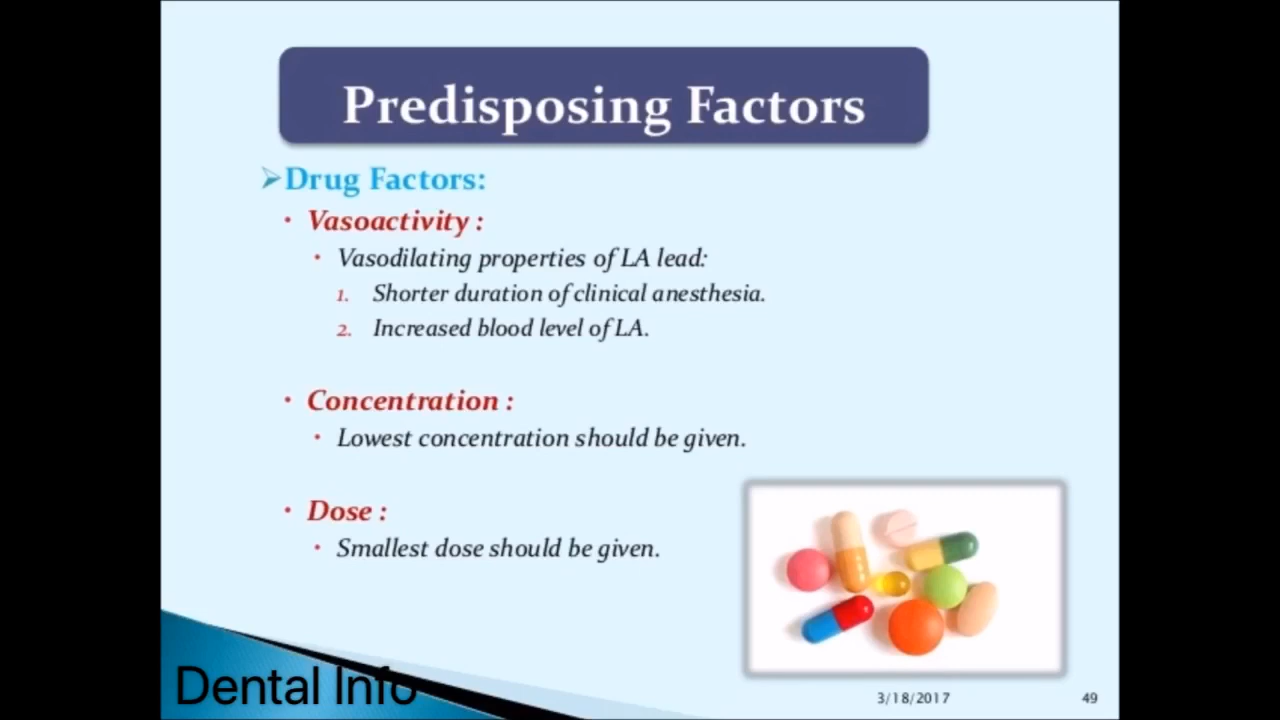 Predisposing Factors
➢Drug Factors:
• Vasoactivity :
• Vasodilating properties of LA lead:
1. Shorter duration of clinical anesthesia.
2. Increased blood level of LA.
• Concentration :
• Lowest concentration should be given.
• Dose :
• Smallest dose should be given.
Dental Info
3/18/2017
49